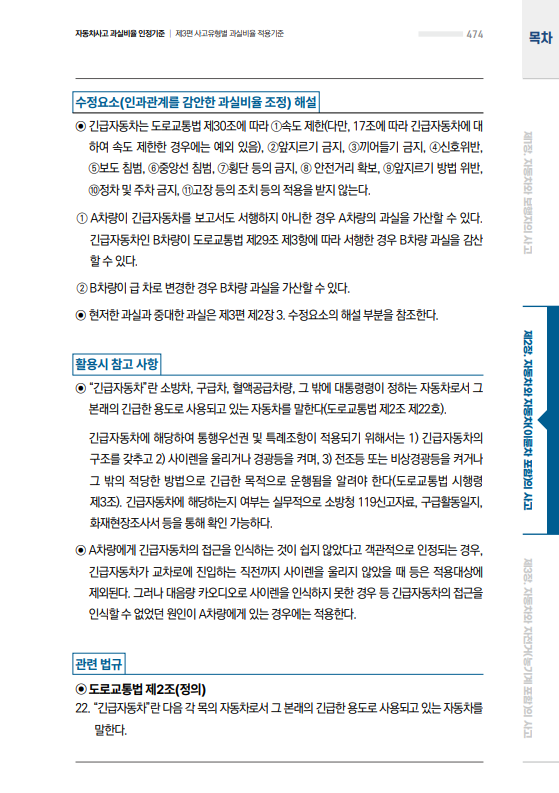 자동차사고 과실비율 인정기준 | 제3편 사고유형별 과실비율 적용기준
474
목차
수정요소(인과관계를 감안한 과실비율 조정) 해설
◉ 긴급자동차는 도로교통법 제30조에 따라 ①속도 제한(다만, 17조에 따라 긴급자동차에 대
하여 속도 제한한 경우에는 예외 있음), ②앞지르기 금지, ③끼어들기 금지, ④신호위반,
⑤보도 침범, ⑥중앙선 침범, ⑦횡단 등의 금지, ⑧ 안전거리 확보, ⑨앞지르기 방법 위반,
⑩정차 및 주차 금지, ⑪고장 등의 조치 등의 적용을 받지 않는다.
① A차량이 긴급자동차를 보고서도 서행하지 아니한 경우 A차량의 과실을 가산할 수 있다.
긴급자동차인 B차량이 도로교통법 제29조 제3항에 따라 서행한 경우 B차량 과실을 감산
할 수 있다.
② B차량이 급 차로 변경한 경우 B차량 과실을 가산할 수 있다.
◉ 현저한 과실과 중대한 과실은 제3편 제2장 3. 수정요소의 해설 부분을 참조한다.
활용시 참고 사항
◉ “긴급자동차”란 소방차, 구급차, 혈액공급차량, 그 밖에 대통령령이 정하는 자동차로서 그
본래의 긴급한 용도로 사용되고 있는 자동차를 말한다(도로교통법 제2조 제22호).
긴급자동차에 해당하여 통행우선권 및 특례조항이 적용되기 위해서는 1) 긴급자동차의
구조를 갖추고 2) 사이렌을 울리거나 경광등을 켜며, 3) 전조등 또는 비상경광등을 켜거나
그 밖의 적당한 방법으로 긴급한 목적으로 운행됨을 알려야 한다(도로교통법 시행령
제3조). 긴급자동차에 해당하는지 여부는 실무적으로 소방청 119신고자료, 구급활동일지,
화재현장조사서 등을 통해 확인 가능하다.
◉ A차량에게 긴급자동차의 접근을 인식하는 것이 쉽지 않았다고 객관적으로 인정되는 경우,
긴급자동차가 교차로에 진입하는 직전까지 사이렌을 울리지 않았을 때 등은 적용대상에
제외된다. 그러나 대음량 카오디오로 사이렌을 인식하지 못한 경우 등 긴급자동차의 접근을
인식할 수 없었던 원인이 A차량에게 있는 경우에는 적용한다.
관련 법규
◉ 도로교통법 제2조(정의)
22. “긴급자동차”란 다음 각 목의 자동차로서 그 본래의 긴급한 용도로 사용되고 있는 자동차를
말한다.
제1장. 자동차와 보행자의 사고
제2장. 자동차와 자동차(이륜차 포함)의 사고
제3장. 자동차와 자전거(농기계 포함)의 사고